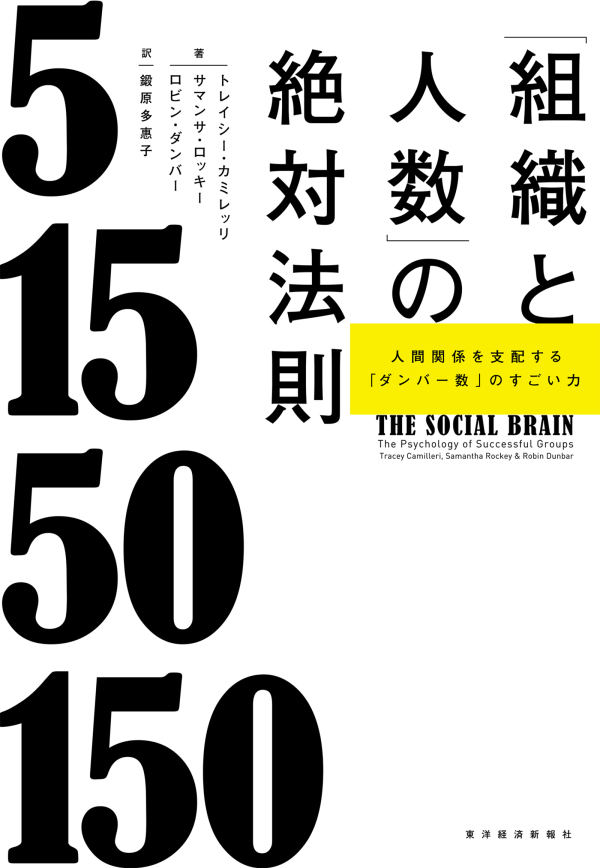 「組織と
人数」の
絶対法則
人間関係を支配する
「ダンバー数」のすごい力
THE SOCIAL BRAIN
The Psychology of Successful Groups
Tracey Camilleri, Samantha Rockey & Robin Dunbar
著
トレイシー・カミレッリ
サマンサ・ロッキー
ロビン・ダンバー
訳
鍛原多惠子
5
15
50
150
東洋経済新報社